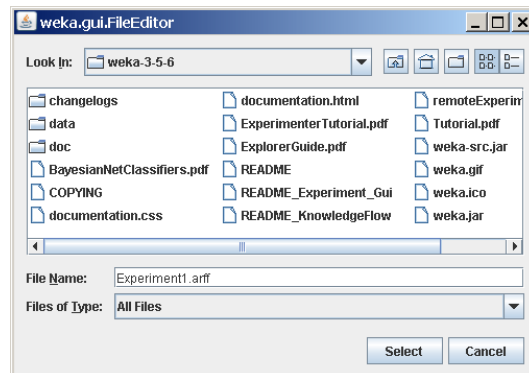 weka.gui.FileEditor
Look In: weka-3-5-6
changelogs documentation.html remoteExperim
data ExperimenterTutorial.pdf Tutorial.pdf
doc ExplorerGuide.pdf weka-src.jar
BayesianNetClassifiers.pdf README weka.gif
COPYING README_Experiment_Gui weka.ico
documentation.css README_KnowledgeFlow weka.jar
File Name: Experiment1.arff
Files of Type: All Files
Select Cancel